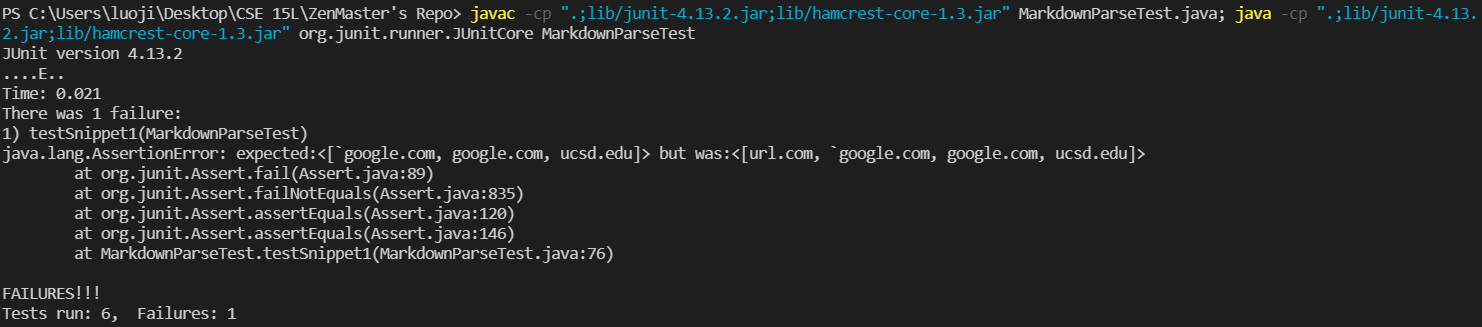 PS C:\Users\luoji\Desktop\CSE 15L\ZenMaster's Repo> javac -cp ".;lib/junit-4.13.2.jar;lib/hamcrest-core-1.3.jar" MarkdownParseTest.java; java -cp ".;lib/junit-4.13.
2.jar;lib/hamcrest-core-1.3.jar" org.junit.runner.JUnitCore MarkdownParseTest
JUnit version 4.13.2
....E..
Time: 0.021
There was 1 failure:
1) testSnippet1(MarkdownParseTest)
java.lang.AssertionError: expected:<[`google.com, google.com, ucsd.edu]> but was:<[url.com, `google.com, google.com, ucsd.edu]>
        at org.junit.Assert.fail(Assert.java:89)
        at org.junit.Assert.failNotEquals(Assert.java:835)
        at org.junit.Assert.assertEquals(Assert.java:120)
        at org.junit.Assert.assertEquals(Assert.java:146)
        at MarkdownParseTest.testSnippet1(MarkdownParseTest.java:76)

FAILURES!!!
Tests run: 6,  Failures: 1